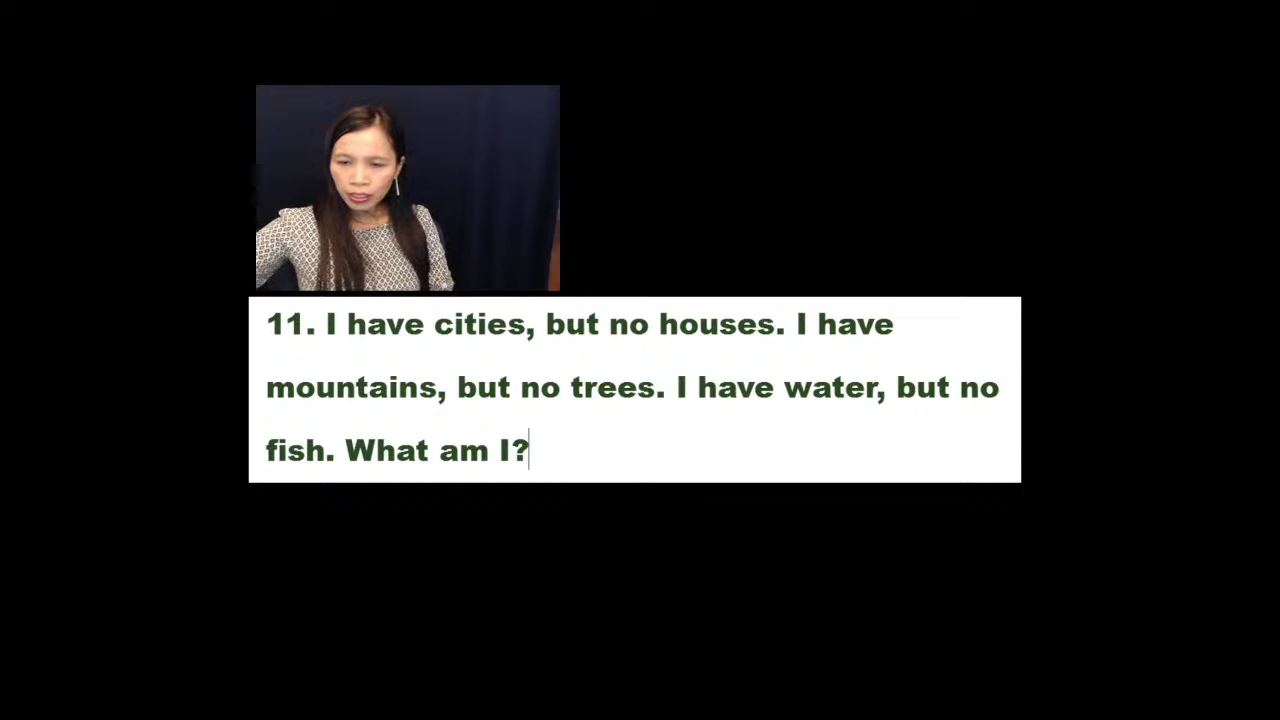 11. I have cities, but no houses. I have
mountains, but no trees. I have water, but no
fish. What am I?